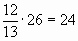 12/13 · 26 = 24